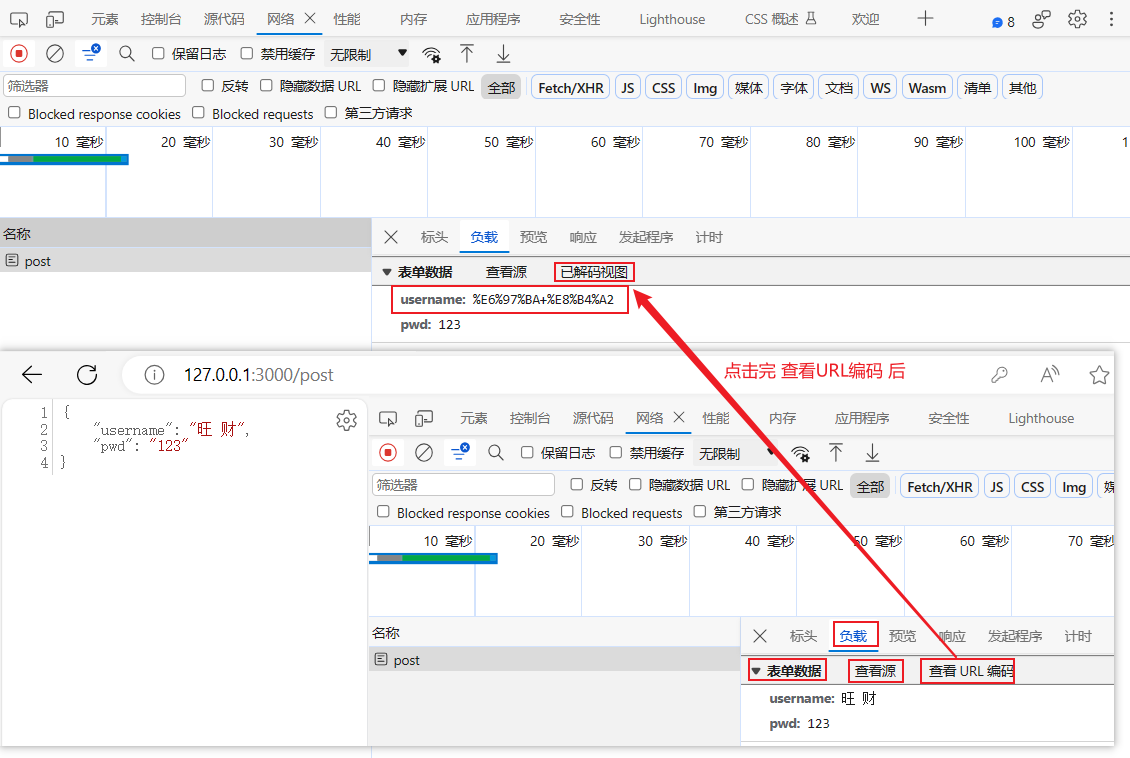 元素 控制台 源代码 网络 性能 内存 应用程序 安全性 Lighthouse CSS 概述 欢迎 8
保留日志 禁用缓存 无限制
筛选器 反转 隐藏数据 URL 隐藏扩展 URL 全部 Fetch/XHR JS CSS Img 媒体 字体 文档 WS Wasm 清单 其他
Blocked response cookies Blocked requests 第三方请求
10 毫秒 20 毫秒 30 毫秒 40 毫秒 50 毫秒 60 毫秒 70 毫秒 80 毫秒 90 毫秒 100 毫秒 1
名称 标头 负载 预览 响应 发起程序 计时
post
表单数据 查看源 已解码视图
username: %E6%97%BA+%E8%B4%A2
pwd: 123
点击完 查看URL编码 后
127.0.0.1:3000/post
1 {
2 "username": "旺 财",
3 "pwd": "123"
4 }
元素 控制台 源代码 网络 性能 内存 应用程序 安全性 Lighthouse
保留日志 禁用缓存 无限制
筛选器 反转 隐藏数据 URL 隐藏扩展 URL 全部 Fetch/XHR JS CSS Img
Blocked response cookies Blocked requests 第三方请求
10 毫秒 20 毫秒 30 毫秒 40 毫秒 50 毫秒 60 毫秒 70 毫秒
名称 标头 负载 预览 响应 发起程序 计时
post
表单数据 查看源 查看 URL 编码
username: 旺 财
pwd: 123